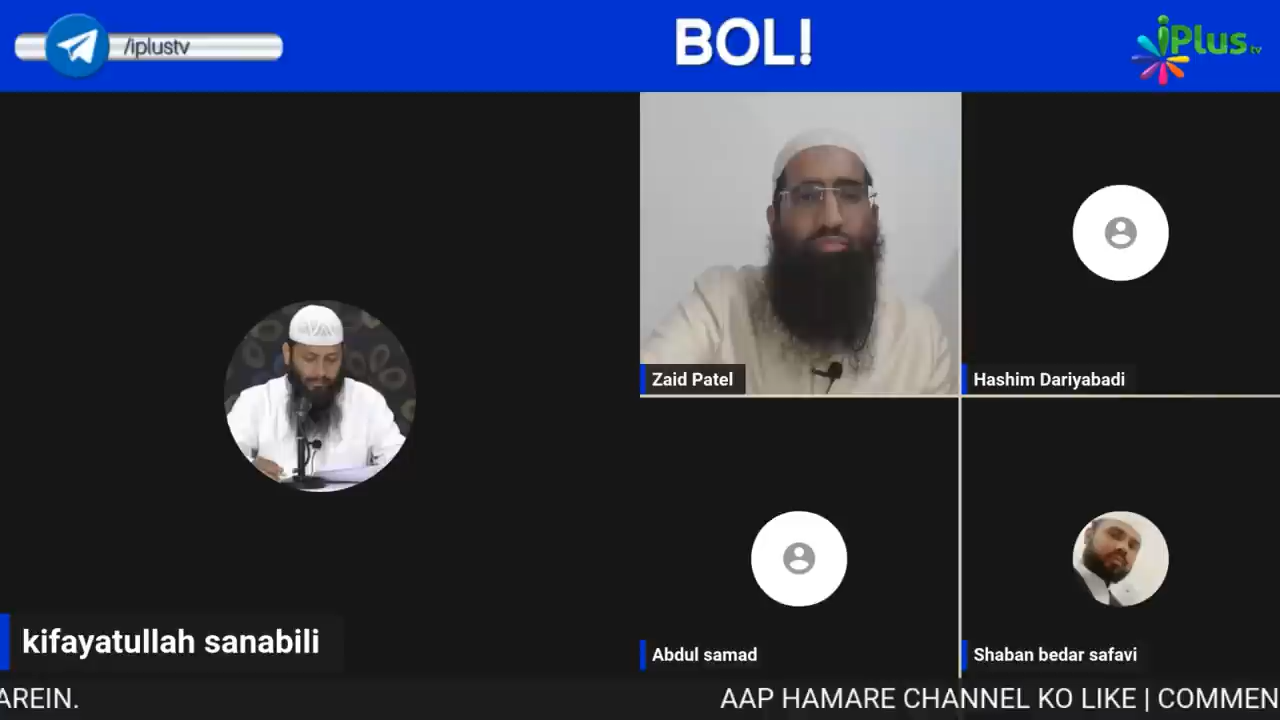 /iplustv
BOL!
iPlus tv
Zaid Patel
Hashim Dariyabadi
kifayatullah sanabili
Abdul samad
Shaban bedar safavi
AREIN.
AAP HAMARE CHANNEL KO LIKE | COMMEN